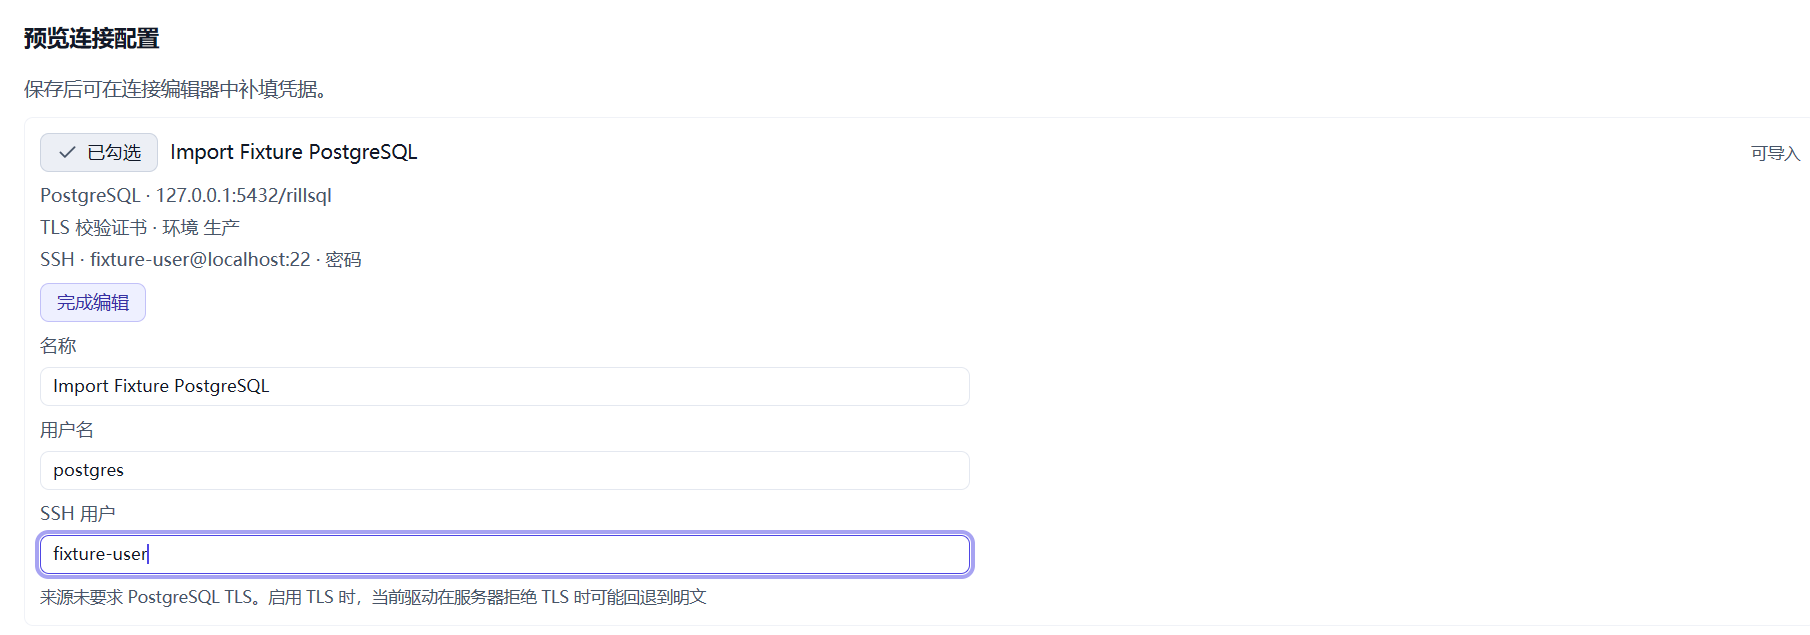 预览连接配置
保存后可在连接编辑器中补填凭据。
已勾选 Import Fixture PostgreSQL 可导入
PostgreSQL · 127.0.0.1:5432/rillsql
TLS 校验证书 · 环境 生产
SSH · fixture-user@localhost:22 · 密码
完成编辑
名称
Import Fixture PostgreSQL
用户名
postgres
SSH 用户
fixture-user
来源未要求 PostgreSQL TLS。启用 TLS 时，当前驱动在服务器拒绝 TLS 时可能回退到明文